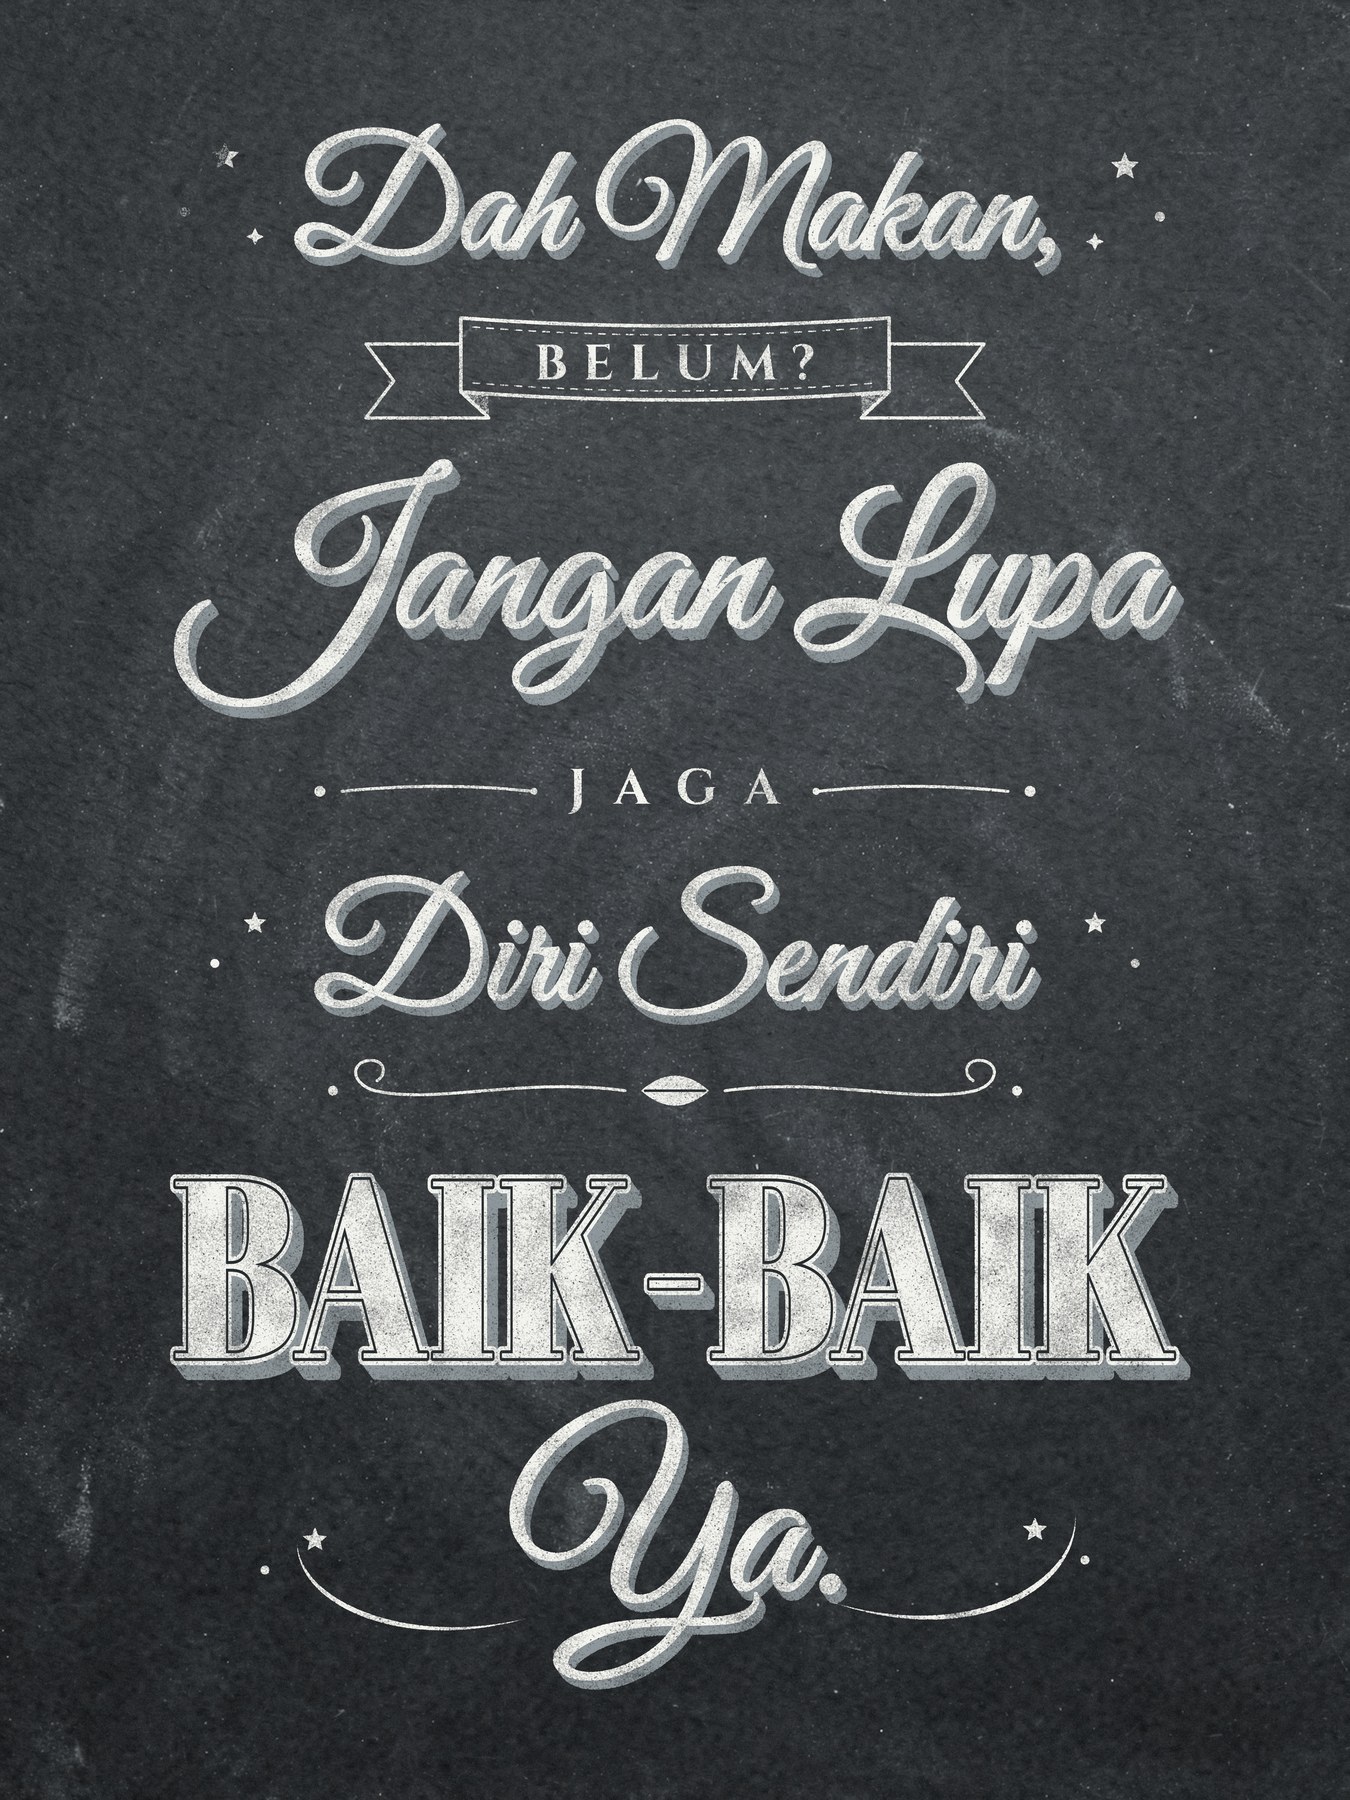 Dah Makan,
BELUM?
Jangan Lupa
JAGA
Diri Sendiri
BAIK-BAIK
Ya.